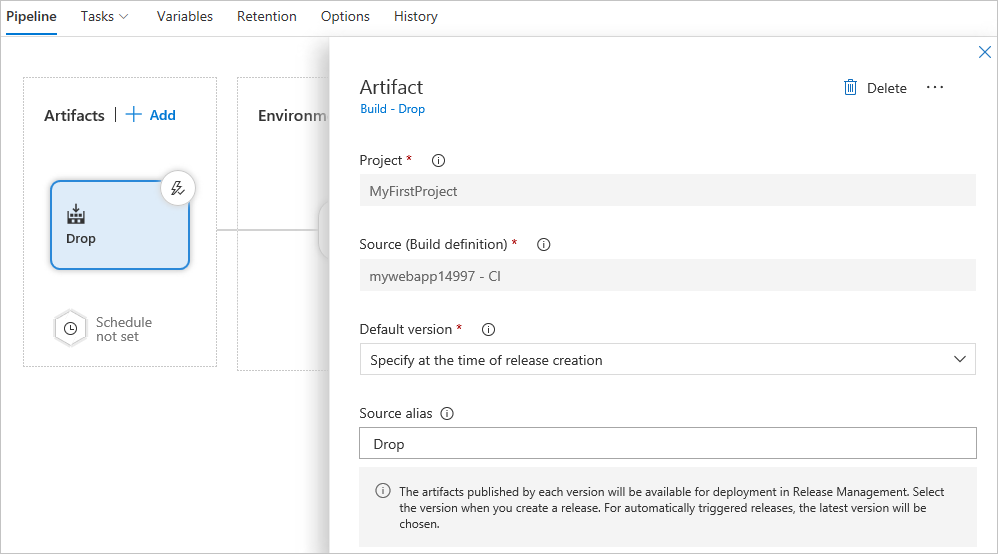 Pipeline Tasks Variables Retention Options History
Artifacts | + Add
Environm
Drop
Schedule
not set
Artifact
Build - Drop
Delete ...
Project *
MyFirstProject
Source (Build definition) *
mywebapp14997 - CI
Default version *
Specify at the time of release creation
Source alias
Drop
The artifacts published by each version will be available for deployment in Release Management. Select
the version when you create a release. For automatically triggered releases, the latest version will be
chosen.